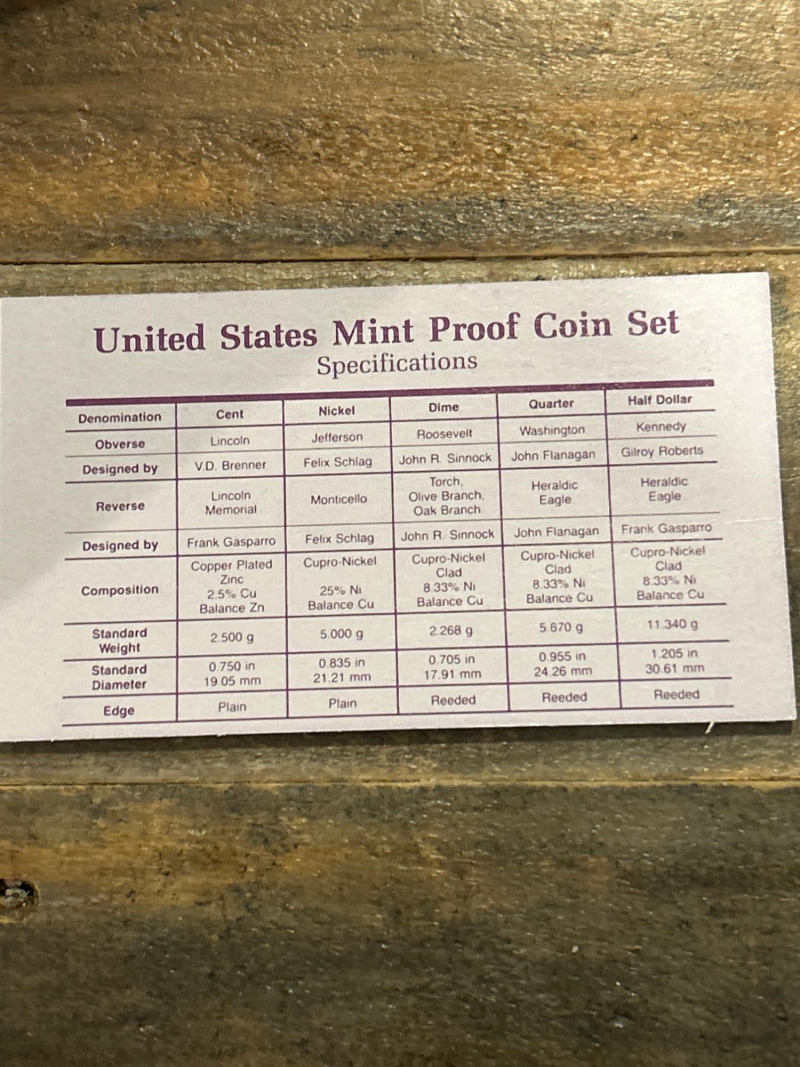 United States Mint Proof Coin Set
Specifications
Denomination Cent Nickel Dime Quarter Half Dollar
Obverse Lincoln Jefferson Roosevelt Washington Kennedy
Designed by V.D. Brenner Felix Schlag John R. Sinnock John Flanagan Gilroy Roberts
Reverse Lincoln Memorial Monticello Torch, Olive Branch, Oak Branch Heraldic Eagle Heraldic Eagle
Designed by Frank Gasparro Felix Schlag John R. Sinnock John Flanagan Frank Gasparro
Composition Copper Plated Zinc 2.5% Cu Balance Zn Cupro-Nickel 25% Ni Balance Cu Cupro-Nickel Clad 8.33% Ni Balance Cu Cupro-Nickel Clad 8.33% Ni Balance Cu Cupro-Nickel Clad 8.33% Ni Balance Cu
Standard Weight 2.500 g 5.000 g 2.268 g 5.670 g 11.340 g
Standard Diameter 0.750 in 19.05 mm 0.835 in 21.21 mm 0.705 in 17.91 mm 0.955 in 24.26 mm 1.205 in 30.61 mm
Edge Plain Plain Reeded Reeded Reeded